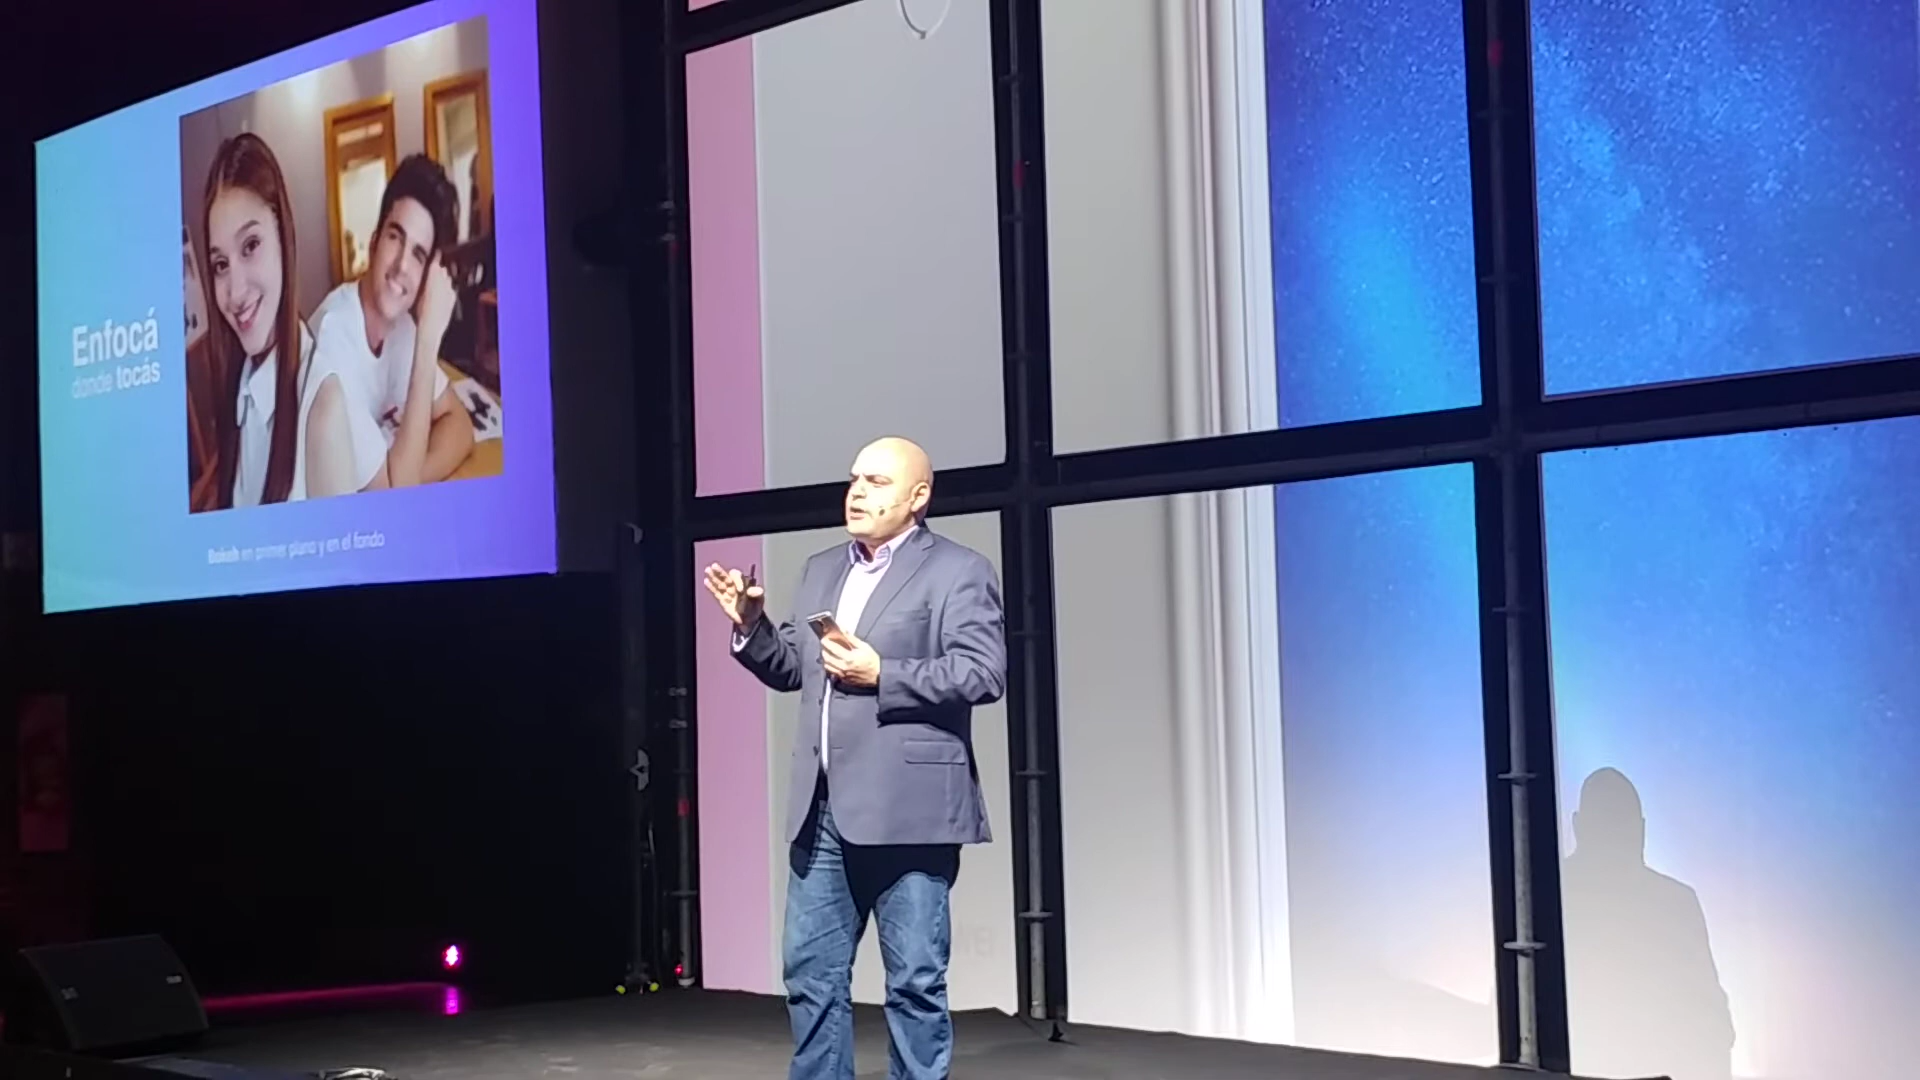 Enfocá
donde tocás
Bokeh en primer plano y en el fondo